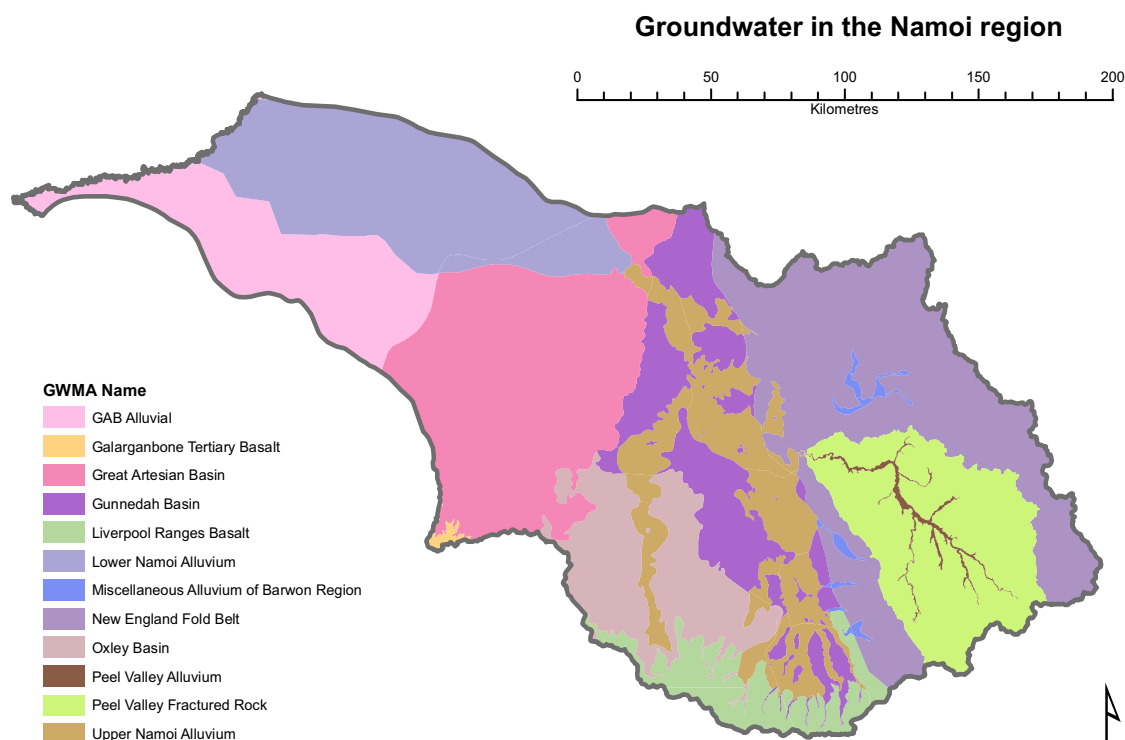 Groundwater in the Namoi region
0 50 100 150 200
Kilometres
GWMA Name
GAB Alluvial
Galarganbone Tertiary Basalt
Great Artesian Basin
Gunnedah Basin
Liverpool Ranges Basalt
Lower Namoi Alluvium
Miscellaneous Alluvium of Barwon Region
New England Fold Belt
Oxley Basin
Peel Valley Alluvium
Peel Valley Fractured Rock
Upper Namoi Alluvium